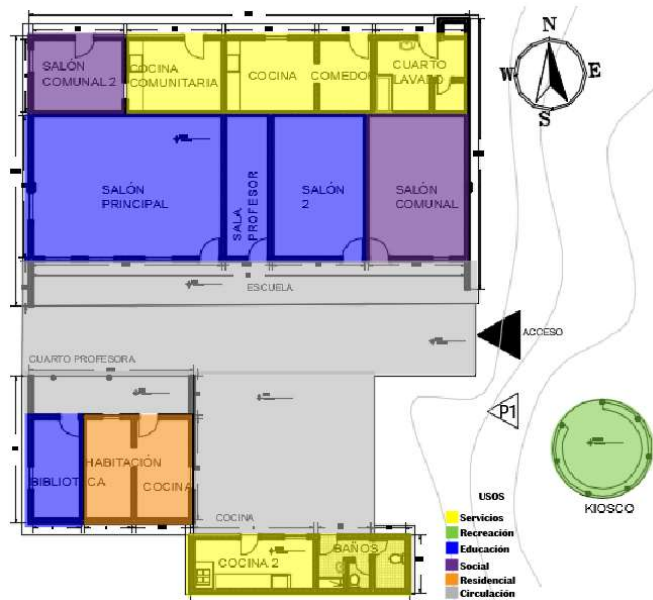 SALÓN
COMUNAL 2
COCINA
COMUNITARIA
COCINA
COMEDOR
CUARTO
LAVADO
N
W
E
S
SALÓN
PRINCIPAL
SALA
PROFESOR
SALÓN
2
SALÓN
COMUNAL
ESCUELA
ACCESO
CUARTO PROFESORA
P1
BIBLIOTECA
HABITACIÓN
COCINA
KIOSCO
COCINA
COCINA 2
BAÑOS
USOS
Servicios
Recreación
Educación
Social
Residencial
Circulación